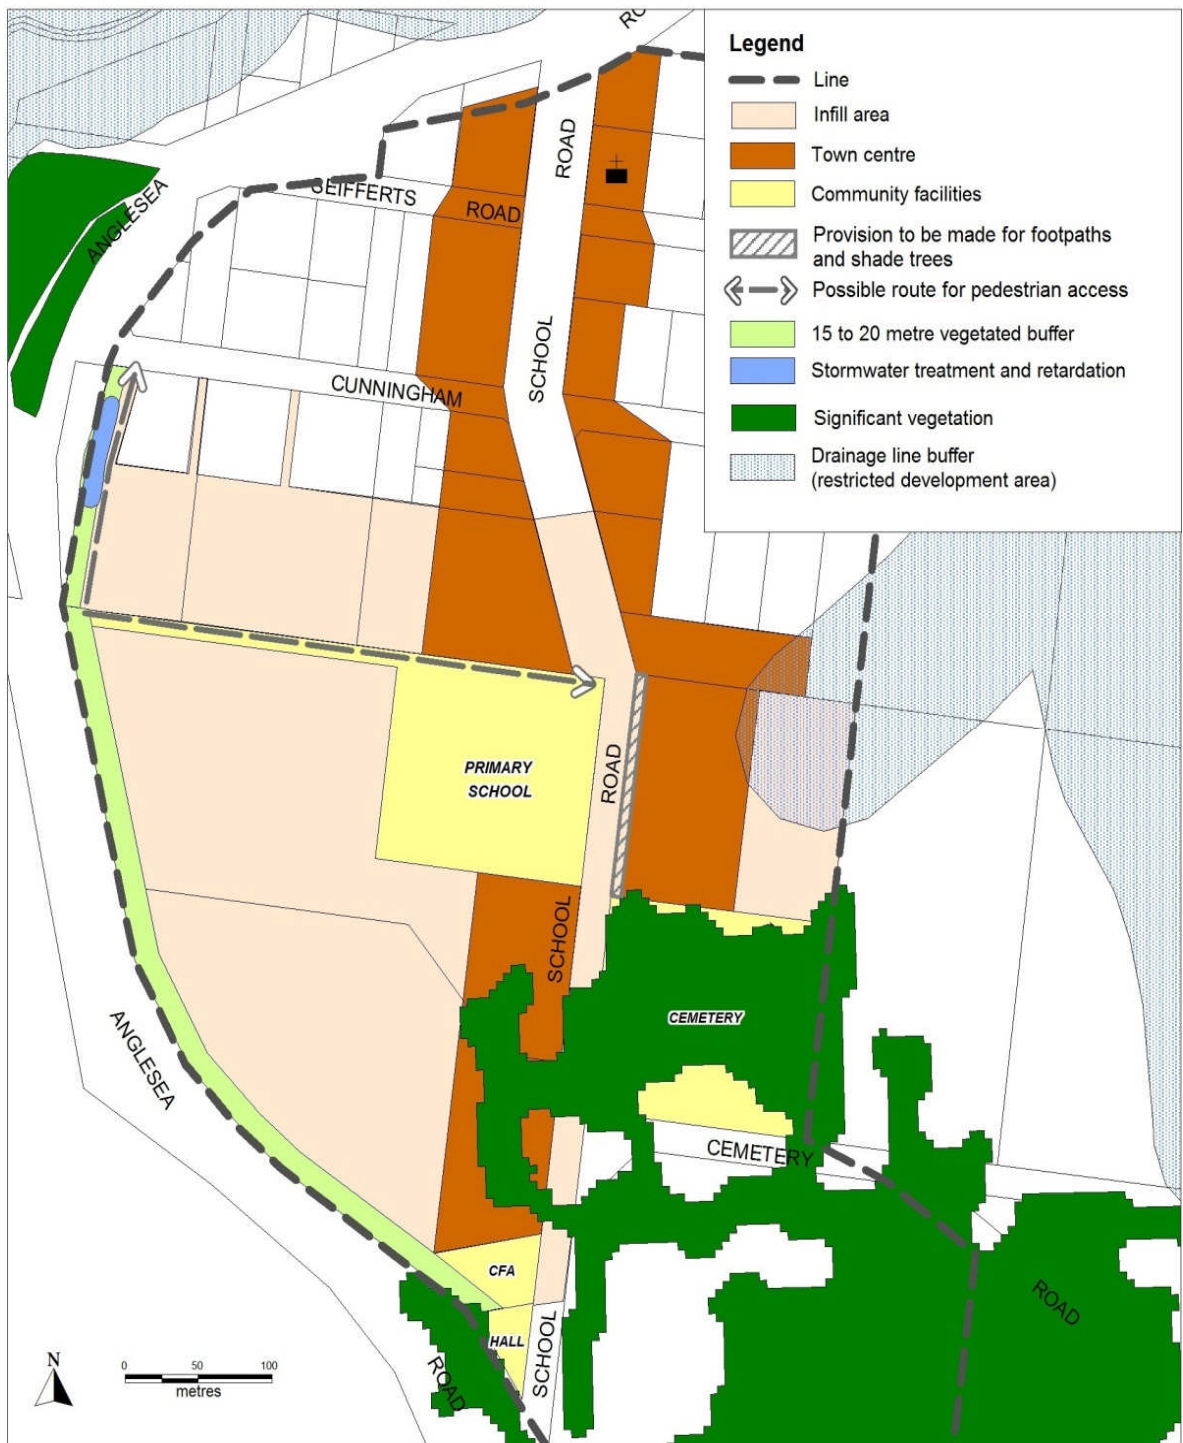 RO
Legend
Line
Infill area
Town centre
Community facilities
Provision to be made for footpaths
and shade trees
Possible route for pedestrian access
15 to 20 metre vegetated buffer
Stormwater treatment and retardation
Significant vegetation
Drainage line buffer
(restricted development area)
ROAD
ANGLESEA
SEIFFERTS
ROAD
SCHOOL
CUNNINGHAM
PRIMARY
SCHOOL
ROAD
SCHOOL
CEMETERY
ANGLESEA
CEMETERY
CFA
ROAD
HALL
SCHOOL
ROAD
N
0 50 100
metres